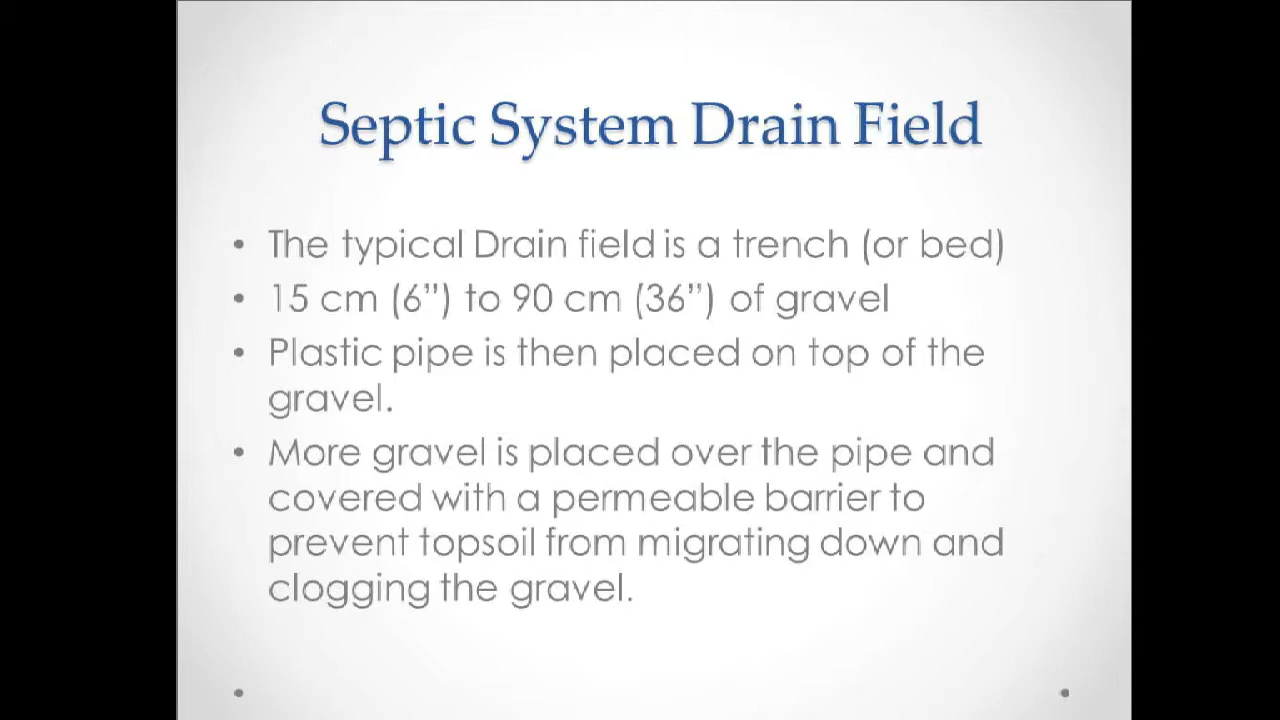 Septic System Drain Field
• The typical Drain field is a trench (or bed)
• 15 cm (6”) to 90 cm (36”) of gravel
• Plastic pipe is then placed on top of the
gravel.
• More gravel is placed over the pipe and
covered with a permeable barrier to
prevent topsoil from migrating down and
clogging the gravel.